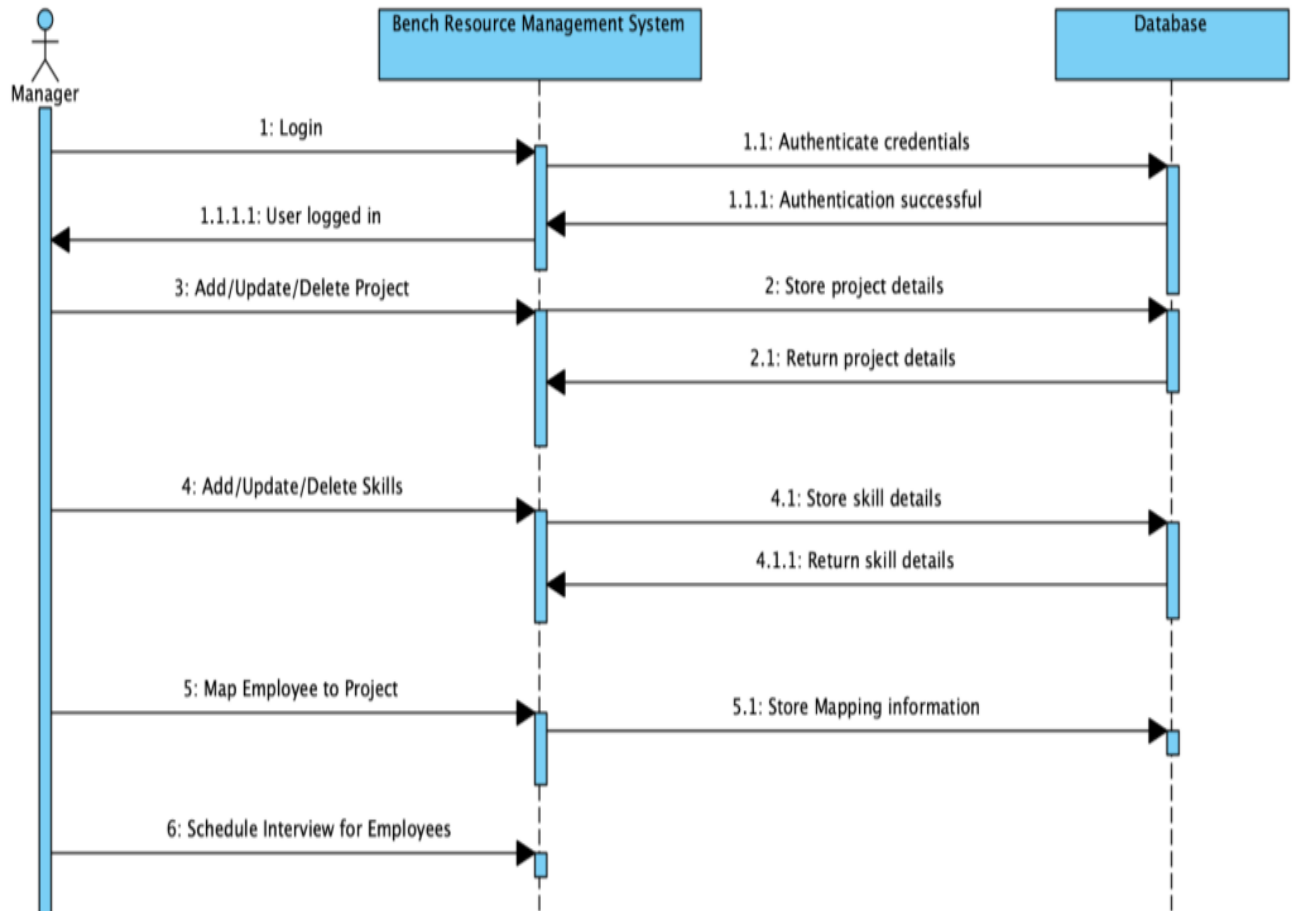 Bench Resource Management System
Database
Manager
1: Login
1.1: Authenticate credentials
1.1.1: Authentication successful
1.1.1.1: User logged in
3: Add/Update/Delete Project
2: Store project details
2.1: Return project details
4: Add/Update/Delete Skills
4.1: Store skill details
4.1.1: Return skill details
5: Map Employee to Project
5.1: Store Mapping information
6: Schedule Interview for Employees